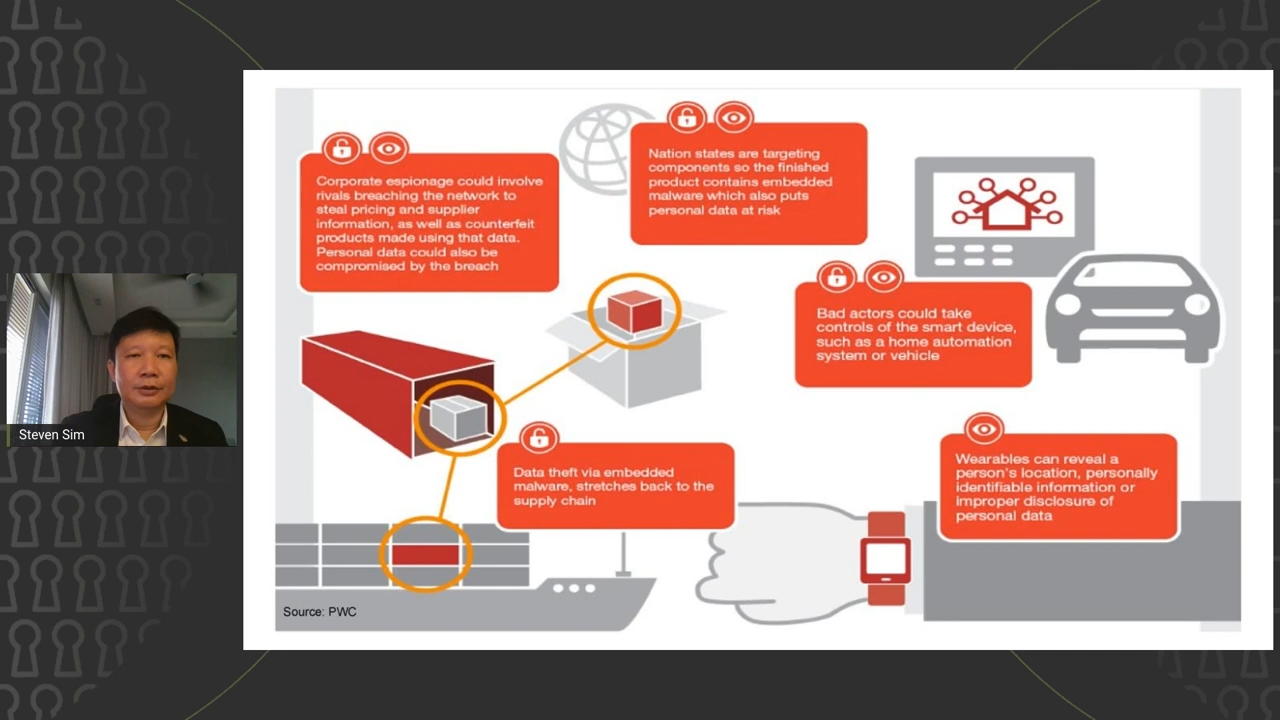 Corporate espionage could involve
rivals breaching the network to
steal pricing and supplier
information, as well as counterfeit
products made using that data.
Personal data could also be
compromised by the breach
Nation states are targeting
components so the finished
product contains embedded
malware which also puts
personal data at risk
Bad actors could take
controls of the smart device,
such as a home automation
system or vehicle
Data theft via embedded
malware, stretches back to the
supply chain
Wearables can reveal a
person's location, personally
identifiable information or
improper disclosure of
personal data
Source: PWC
Steven Sim